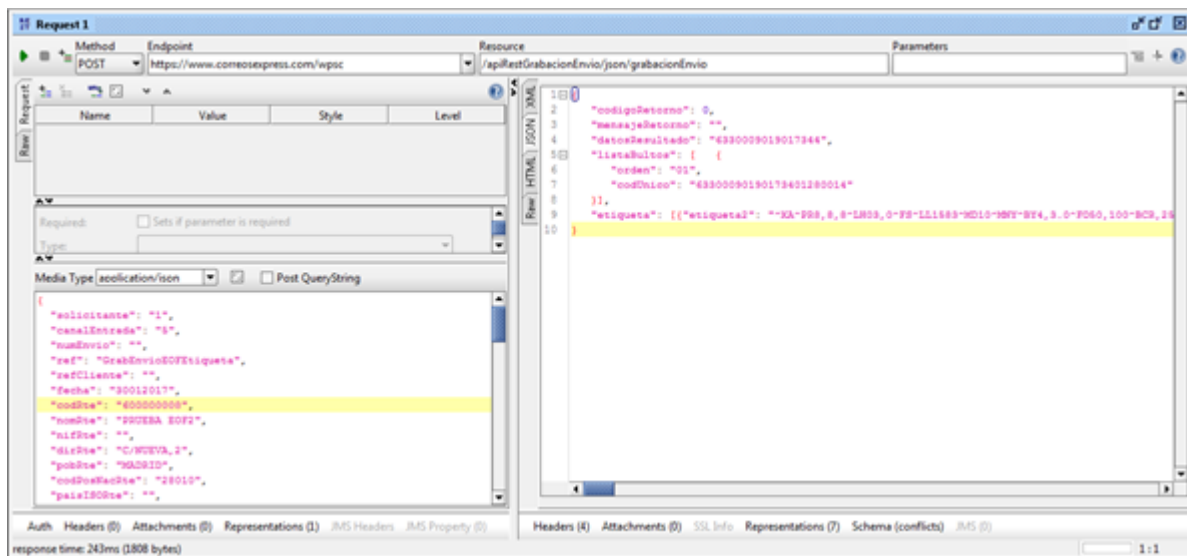 Request 1
Method Endpoint Resource Parameters
POST https://www.correosexpress.com/wpsc /apiRestGrabacionEnvio/json/grabacionEnvio
Request
Raw
Name Value Style Level
Required: Sets if parameter is required
Type:
Media Type application/json Post QueryString
{
"solicitante": "1",
"canalEntrada": "5",
"numEnvio": "",
"ref": "GrabEnvioEOFEtiqueta",
"refCliente": "",
"fecha": "30012017",
"codRte": "600000008",
"nomRte": "PRUEBA EOF2",
"nifRte": "",
"dirRte": "C/NUEVA,2",
"pobRte": "MADRID",
"codPosNacRte": "28010",
"paisISORte": "",
Auth Headers (0) Attachments (0) Representations (1) JMS Headers JMS Property (0)
response time: 243ms (1808 bytes)
XML
JSON
HTML
Raw
1 {
2 "codigoRetorno": 0,
3 "mensajeRetorno": "",
4 "datosResultado": "6330009019017344",
5 "listaBultos": [ {
6 "orden": "01",
7 "codUnico": "63300090190173401280014"
8 }],
9 "etiqueta": [{"etiqueta2":
10 }
Headers (4) Attachments (0) SSL Info Representations (7) Schema (conflicts) JMS (0)
1:1